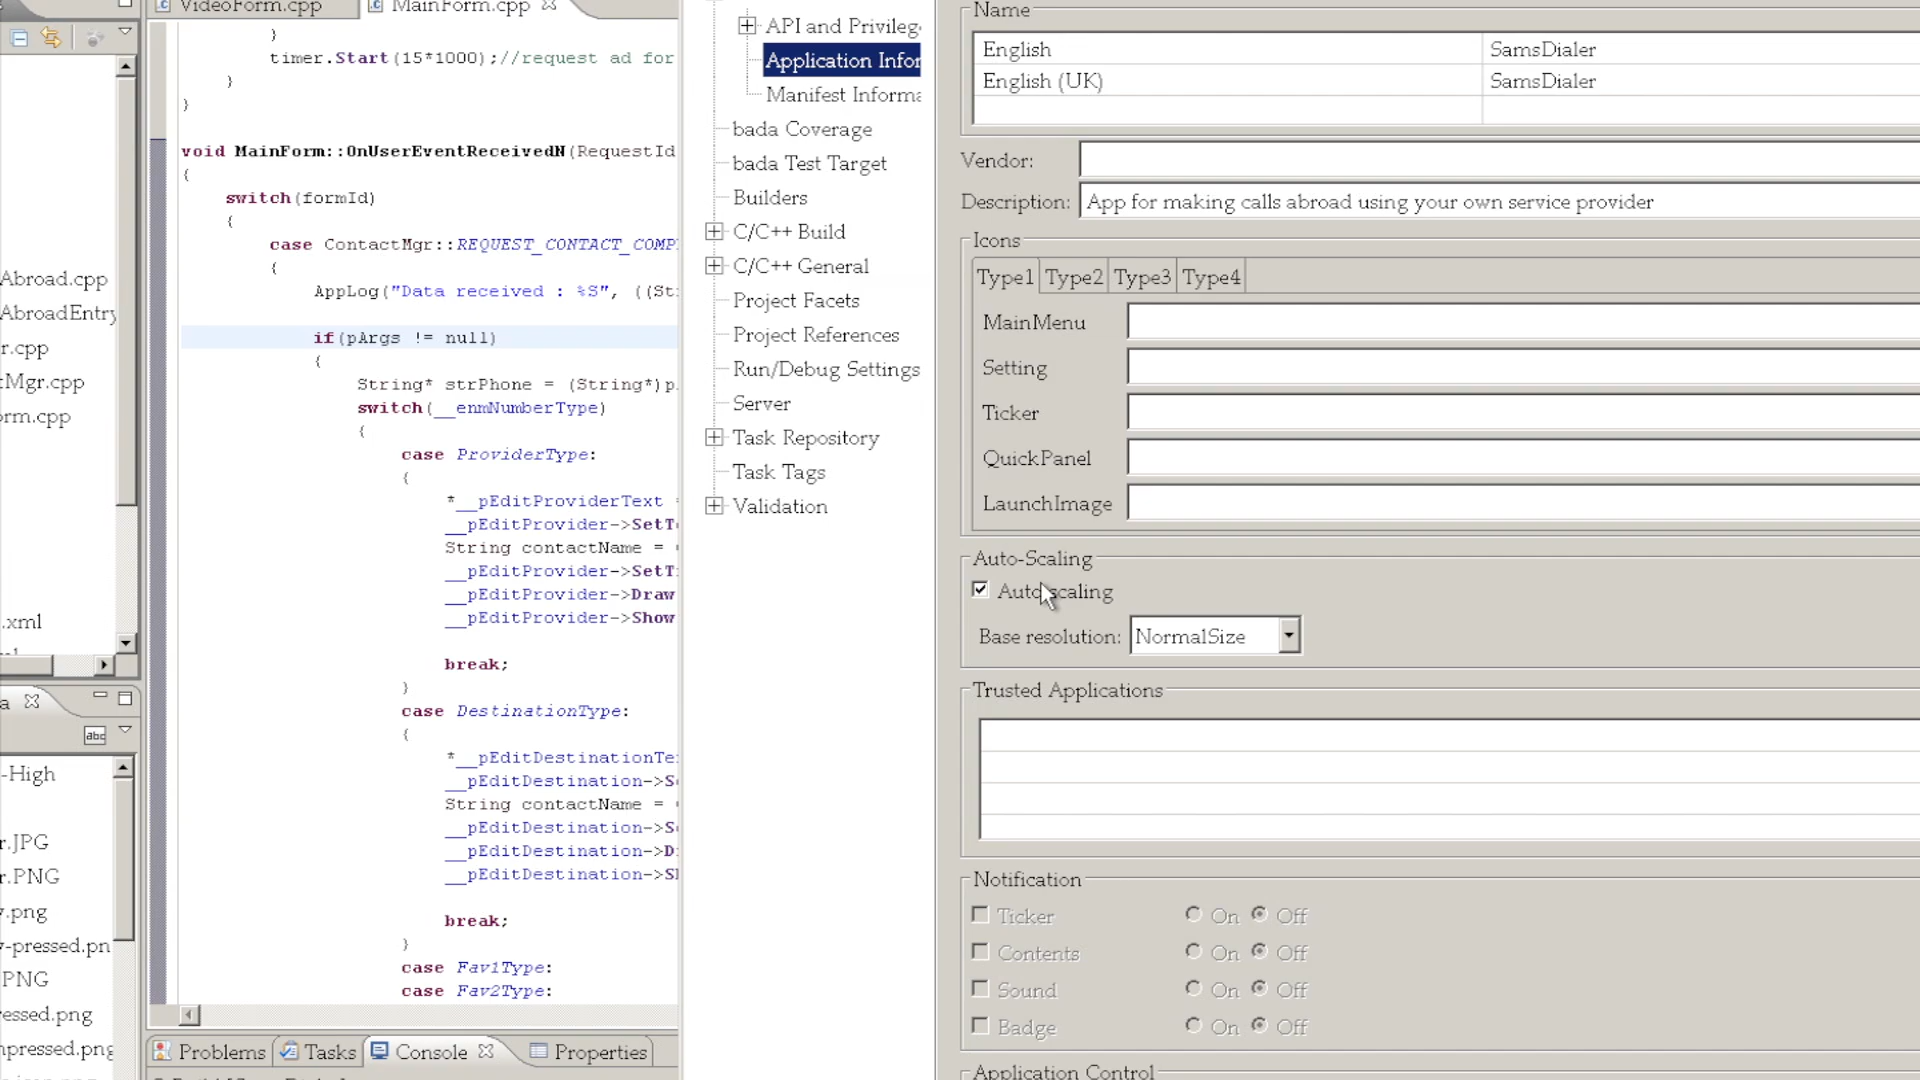 VideoForm.cpp
MainForm.cpp
Abroad.cpp
AbroadEntry
r.cpp
Mgr.cpp
orm.cpp
.xml
a
abc
-High
r.JPG
r.PNG
.png
-pressed.pn
.PNG
essed.png
pressed.png
}
timer.Start(15*1000);//request ad for
}
}
void MainForm::OnUserEventReceivedN(RequestId
{
switch(formId)
{
case ContactMgr::REQUEST_CONTACT_COMP
{
AppLog("Data received : %S", ((St
if(pArgs != null)
{
String* strPhone = (String*)p
switch(__enmNumberType)
{
case ProviderType:
{
*__pEditProviderText =
__pEditProvider->SetT
String contactName =
__pEditProvider->SetT
__pEditProvider->Draw
__pEditProvider->Show
break;
}
case DestinationType:
{
*__pEditDestinationTe
__pEditDestination->S
String contactName =
__pEditDestination->S
__pEditDestination->D
__pEditDestination->S
break;
}
case Fav1Type:
case Fav2Type:
Problems
Tasks
Console
Properties
API and Privileg
Application Infor
Manifest Informa
bada Coverage
bada Test Target
Builders
C/C++ Build
C/C++ General
Project Facets
Project References
Run/Debug Settings
Server
Task Repository
Task Tags
Validation
Name
English SamsDialer
English (UK) SamsDialer
Vendor:
Description: App for making calls abroad using your own service provider
Icons
Type1 Type2 Type3 Type4
MainMenu
Setting
Ticker
QuickPanel
LaunchImage
Auto-Scaling
Auto-scaling
Base resolution: NormalSize
Trusted Applications
Notification
Ticker On Off
Contents On Off
Sound On Off
Badge On Off
Application Control